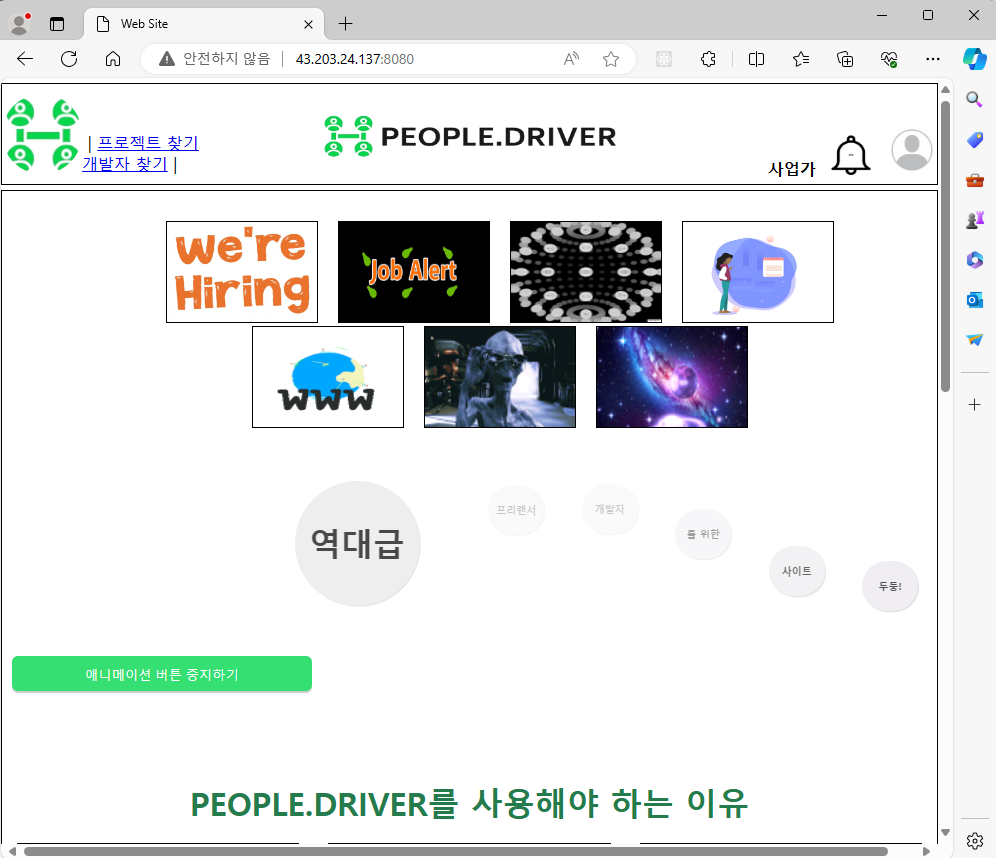 Web Site
안전하지 않음
43.203.24.137:8080
PEOPLE.DRIVER
| 프로젝트 찾기
개발자 찾기 |
사업가
We're
Hiring
Job Alert
WWW
역대급
프리랜서
개발자
를 위한
사이트
두둥!
애니메이션 버튼 중지하기
PEOPLE.DRIVER를 사용해야 하는 이유